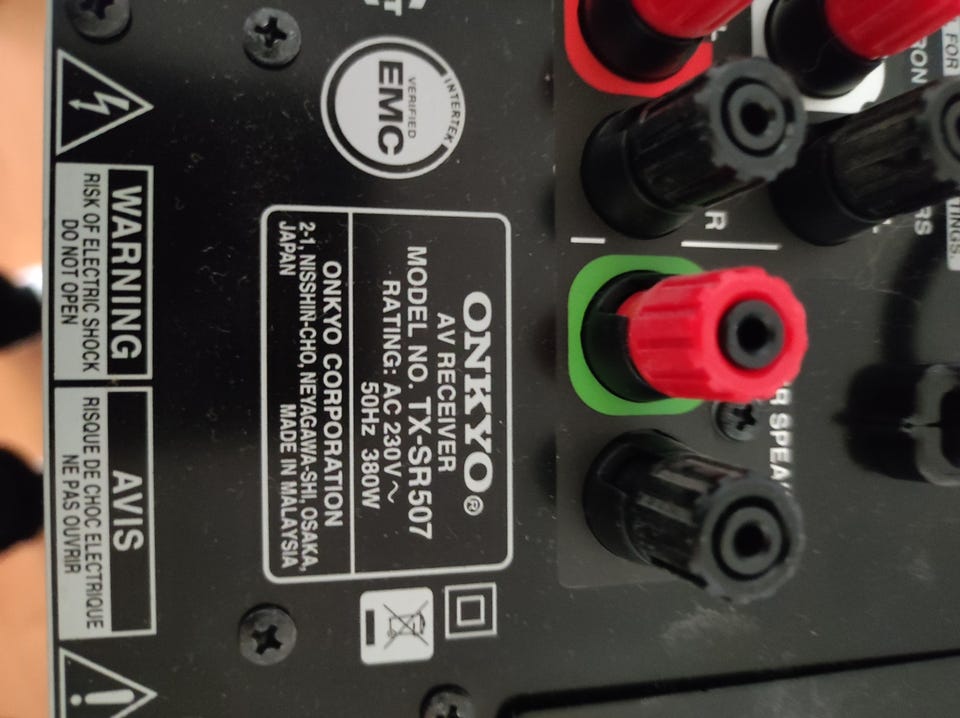 INTERTEK
VERIFIED
EMC
WARNING
RISK OF ELECTRIC SHOCK
DO NOT OPEN
AVIS
RISQUE DE CHOC ELECTRIQUE
NE PAS OUVRIR
ONKYO®
AV RECEIVER
MODEL NO. TX-SR507
RATING: AC 230V~
50Hz 380W
ONKYO CORPORATION
2-1, NISSHIN-CHO, NEYAGAWA-SHI, OSAKA,
JAPAN MADE IN MALAYSIA
R
FOR